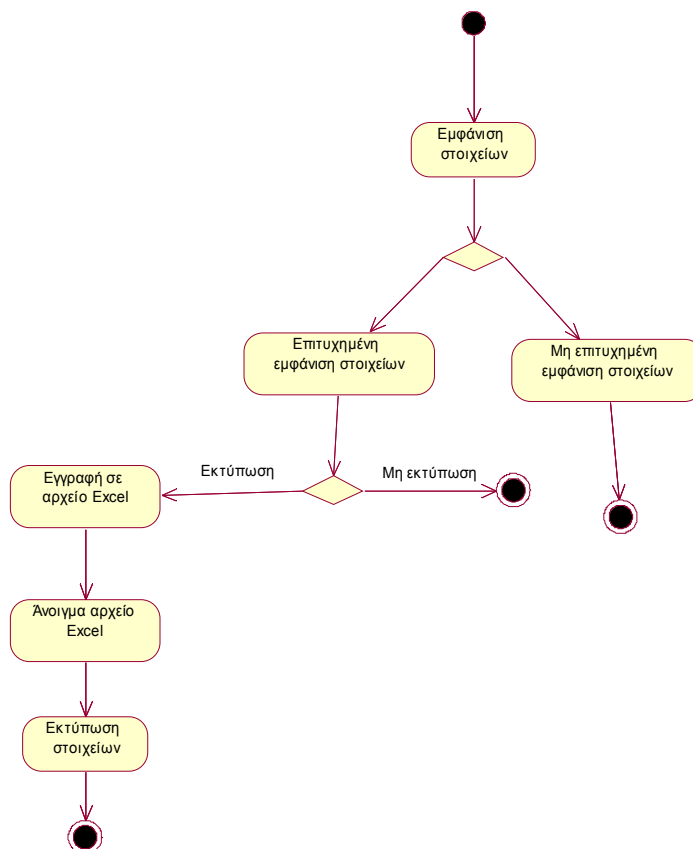 Εμφάνιση
στοιχείων
Επιτυχημένη
εμφάνιση στοιχείων
Μη επιτυχημένη
εμφάνιση στοιχείων
Εκτύπωση
Μη εκτύπωση
Εγγραφή σε
αρχείο Excel
Άνοιγμα αρχείο
Excel
Εκτύπωση
στοιχείων